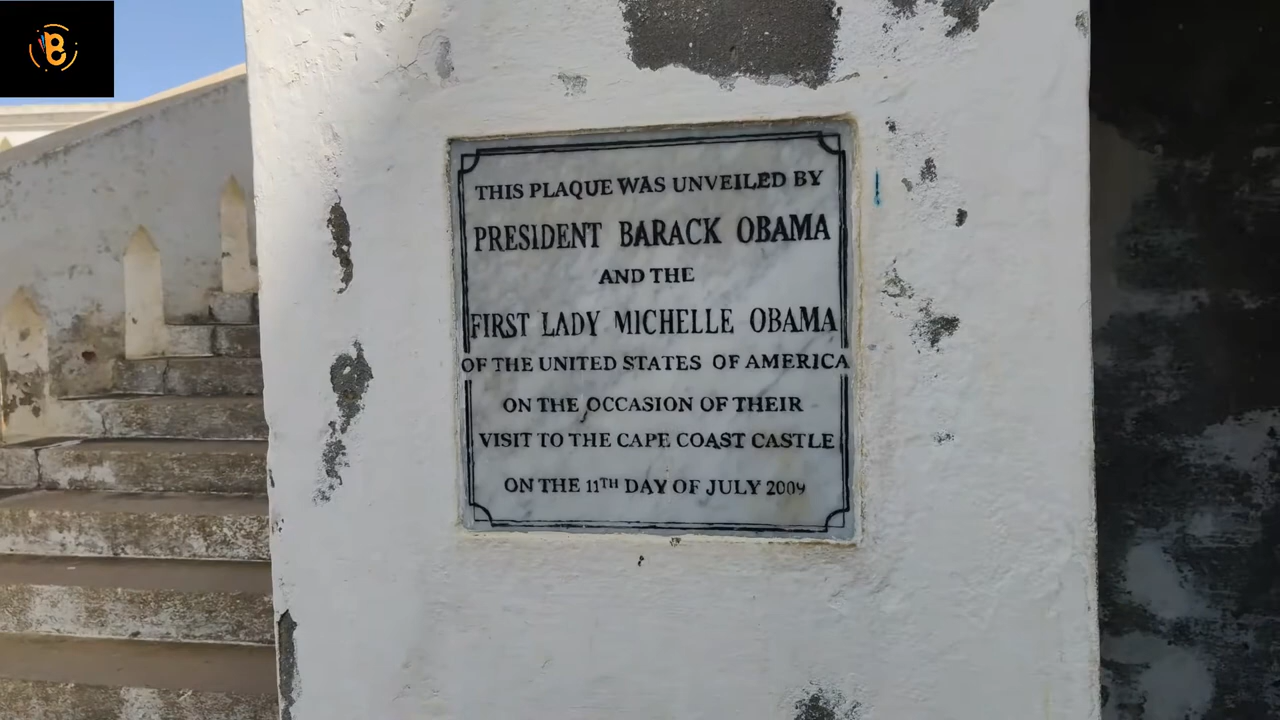 THIS PLAQUE WAS UNVEILED BY
PRESIDENT BARACK OBAMA
AND THE
FIRST LADY MICHELLE OBAMA
OF THE UNITED STATES OF AMERICA
ON THE OCCASION OF THEIR
VISIT TO THE CAPE COAST CASTLE
ON THE 11TH DAY OF JULY 2009